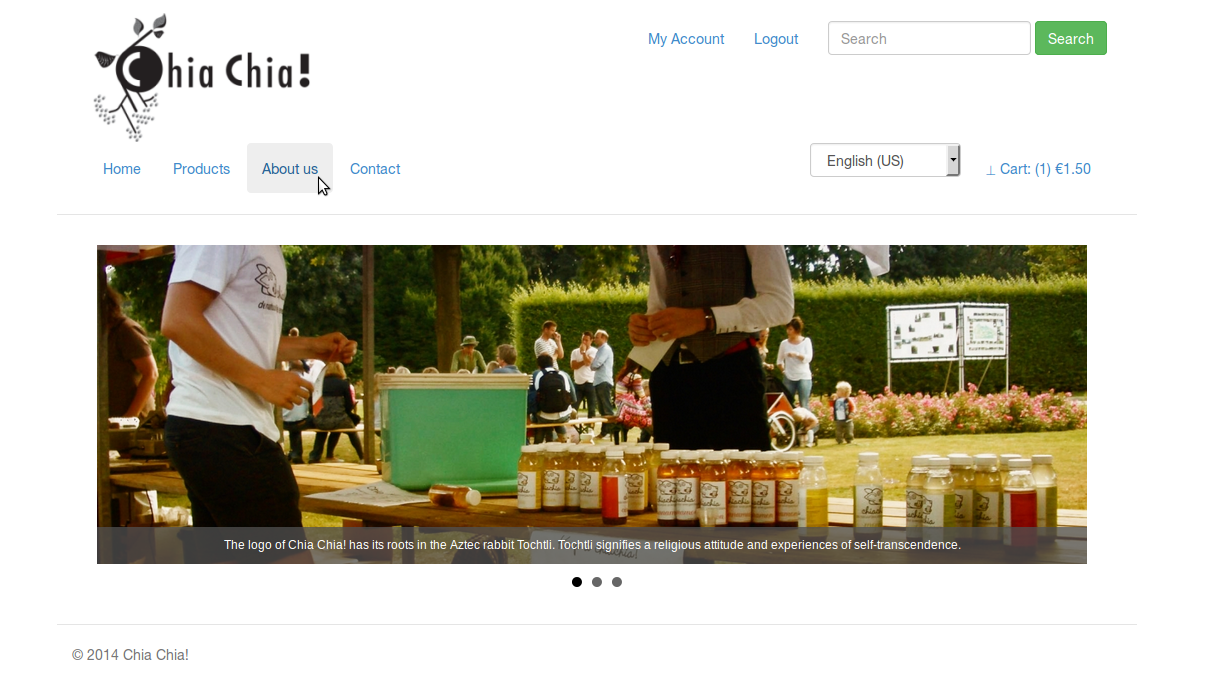 Chia Chia!
My Account Logout Search Search
Home Products About us Contact English (US) Cart: (1) €1.50
The logo of Chia Chia! has its roots in the Aztec rabbit Tochtli. Tochtli signifies a religious attitude and experiences of self-transcendence.
© 2014 Chia Chia!